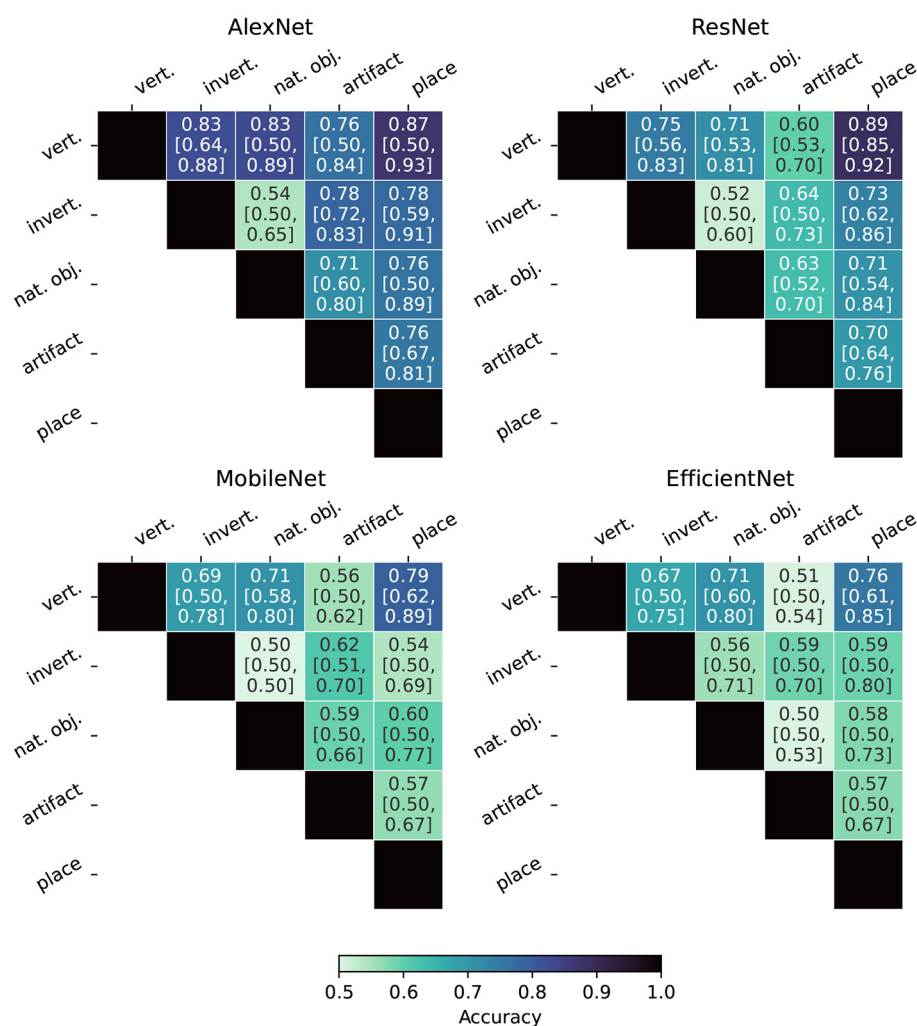 AlexNet
vert. invert. nat. obj. artifact place
vert. 0.83 [0.64, 0.88] 0.83 [0.50, 0.89] 0.76 [0.50, 0.84] 0.87 [0.50, 0.93]
invert. 0.54 [0.50, 0.65] 0.78 [0.72, 0.83] 0.78 [0.59, 0.91]
nat. obj. 0.71 [0.60, 0.80] 0.76 [0.50, 0.89]
artifact 0.76 [0.67, 0.81]
place
ResNet
vert. invert. nat. obj. artifact place
vert. 0.75 [0.56, 0.83] 0.71 [0.53, 0.81] 0.60 [0.53, 0.70] 0.89 [0.85, 0.92]
invert. 0.52 [0.50, 0.60] 0.64 [0.50, 0.73] 0.73 [0.62, 0.86]
nat. obj. 0.63 [0.52, 0.70] 0.71 [0.54, 0.84]
artifact 0.70 [0.64, 0.76]
place
MobileNet
vert. invert. nat. obj. artifact place
vert. 0.69 [0.50, 0.78] 0.71 [0.58, 0.80] 0.56 [0.50, 0.62] 0.79 [0.62, 0.89]
invert. 0.50 [0.50, 0.50] 0.62 [0.51, 0.70] 0.54 [0.50, 0.69]
nat. obj. 0.59 [0.50, 0.66] 0.60 [0.50, 0.77]
artifact 0.57 [0.50, 0.67]
place
EfficientNet
vert. invert. nat. obj. artifact place
vert. 0.67 [0.50, 0.75] 0.71 [0.60, 0.80] 0.51 [0.50, 0.54] 0.76 [0.61, 0.85]
invert. 0.56 [0.50, 0.71] 0.59 [0.50, 0.70] 0.59 [0.50, 0.80]
nat. obj. 0.50 [0.50, 0.53] 0.58 [0.50, 0.73]
artifact 0.57 [0.50, 0.67]
place
0.5 0.6 0.7 0.8 0.9 1.0
Accuracy